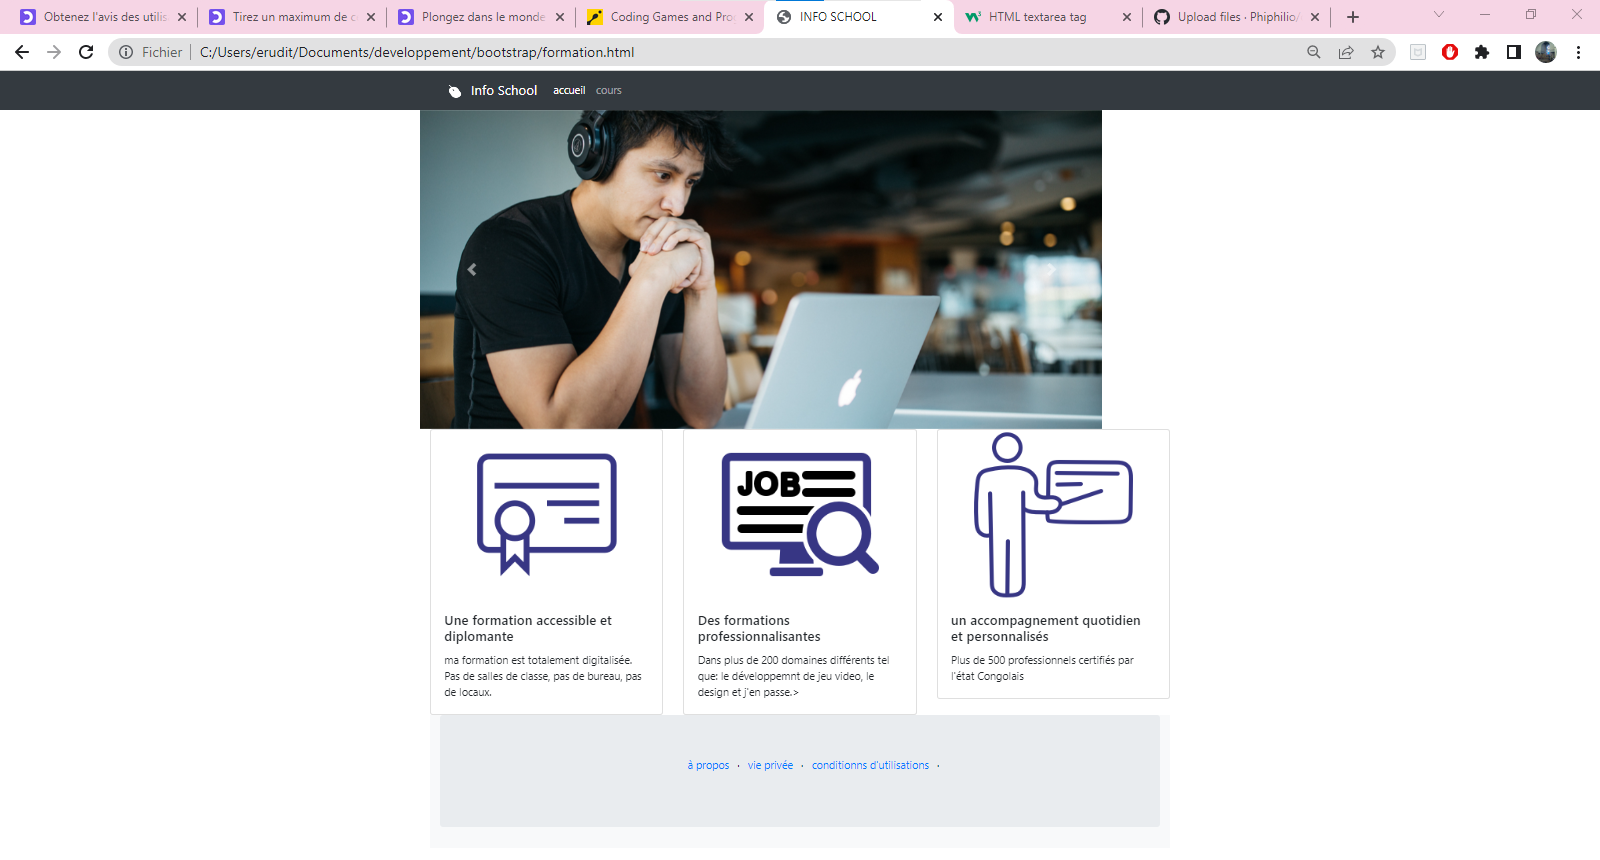 Obtenez l'avis des utilis
Tirez un maximum de c
Plongez dans le monde
Coding Games and Pro
INFO SCHOOL
HTML textarea tag
Upload files · Phiphilio/
Fichier
C:/Users/erudit/Documents/developpement/bootstrap/formation.html
Info School
accueil
cours
JOB
Une formation accessible et
diplomante
ma formation est totalement digitalisée.
Pas de salles de classe, pas de bureau, pas
de locaux.
Des formations
professionnalisantes
Dans plus de 200 domaines différents tel
que: le développemnt de jeu video, le
design et j'en passe.>
un accompagnement quotidien
et personnalisés
Plus de 500 professionnels certifiés par
l'état Congolais
à propos · vie privée · conditionns d'utilisations ·